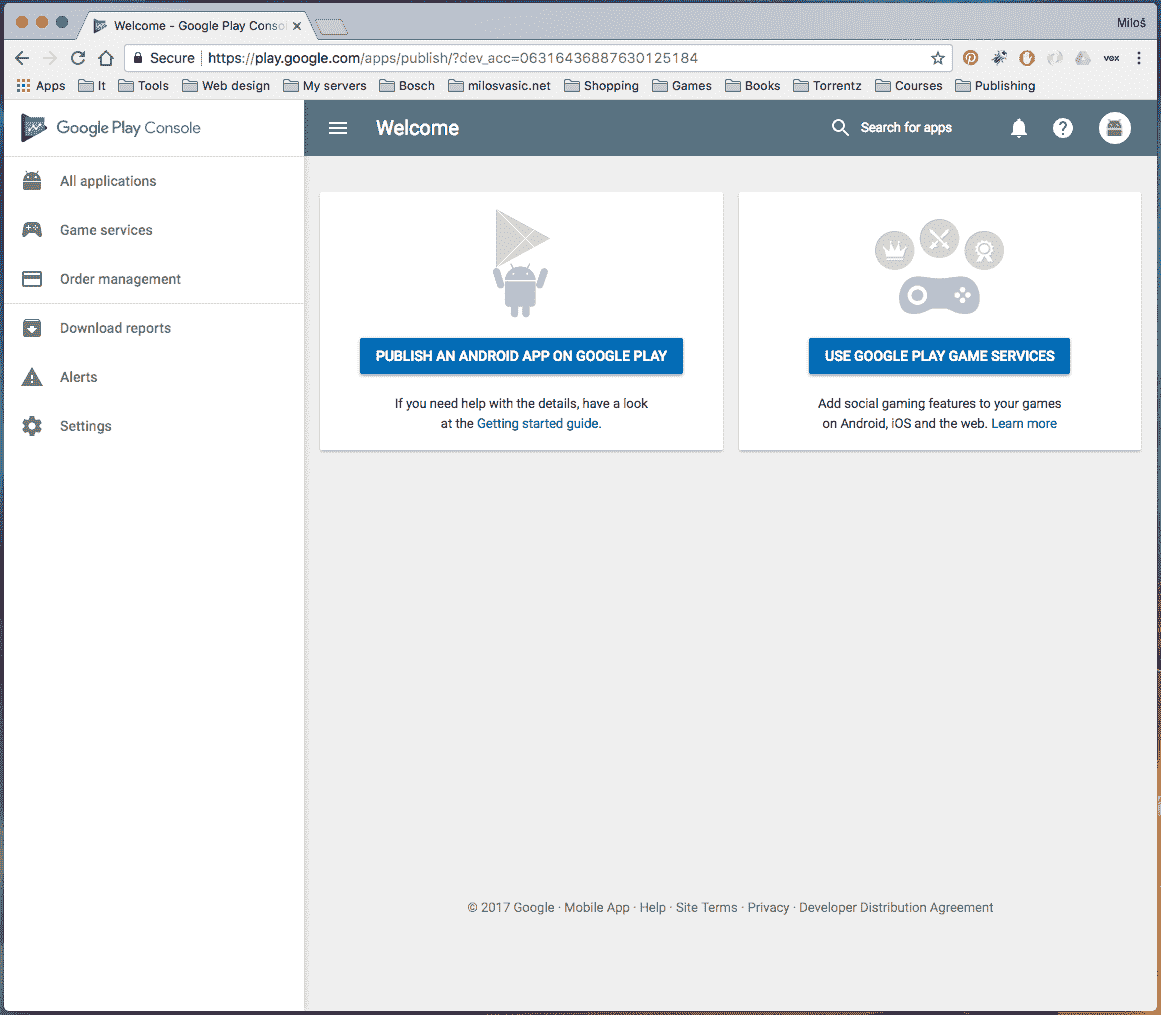 Welcome - Google Play Conso
Miloš
Secure
https://play.google.com/apps/publish/?dev_acc=06316436887630125184
vox
Apps
It
Tools
Web design
My servers
Bosch
milosvasic.net
Shopping
Games
Books
Torrentz
Courses
Publishing
Google Play Console
Welcome
Search for apps
All applications
Game services
Order management
Download reports
Alerts
Settings
PUBLISH AN ANDROID APP ON GOOGLE PLAY
If you need help with the details, have a look
at the Getting started guide.
USE GOOGLE PLAY GAME SERVICES
Add social gaming features to your games
on Android, iOS and the web. Learn more
© 2017 Google · Mobile App · Help · Site Terms · Privacy · Developer Distribution Agreement